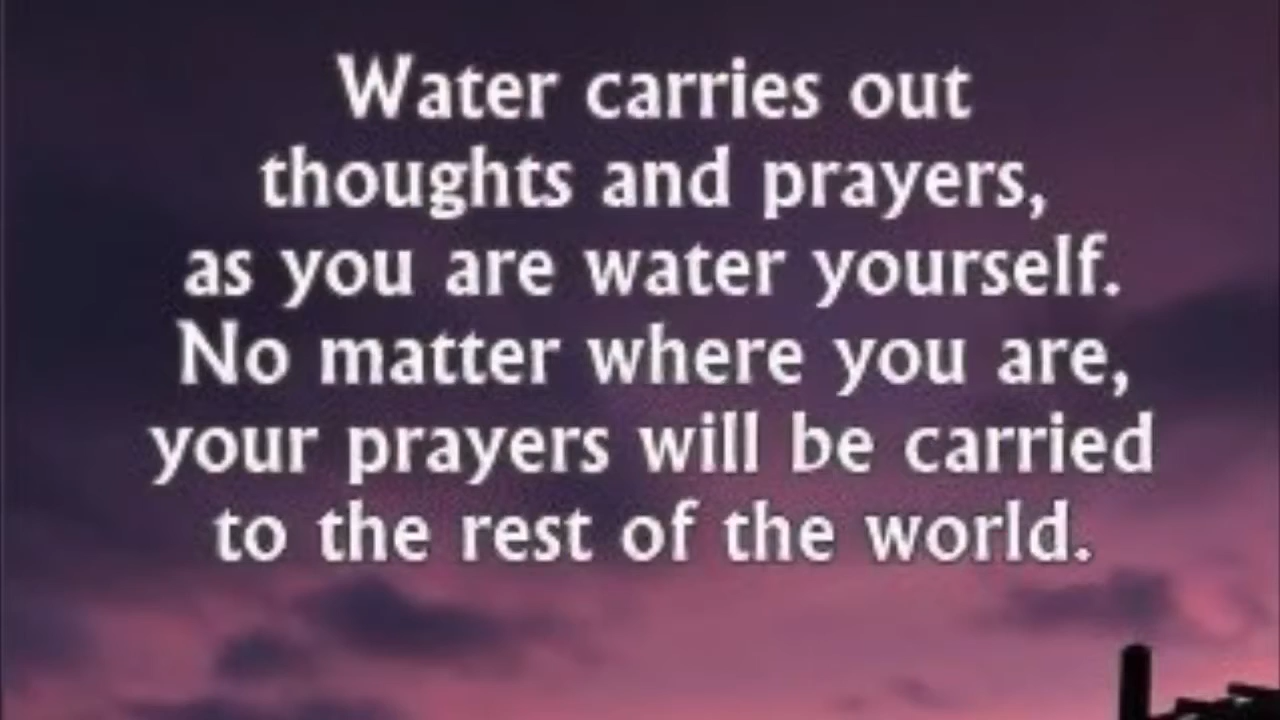 Water carries out
thoughts and prayers,
as you are water yourself.
No matter where you are,
your prayers will be carried
to the rest of the world.